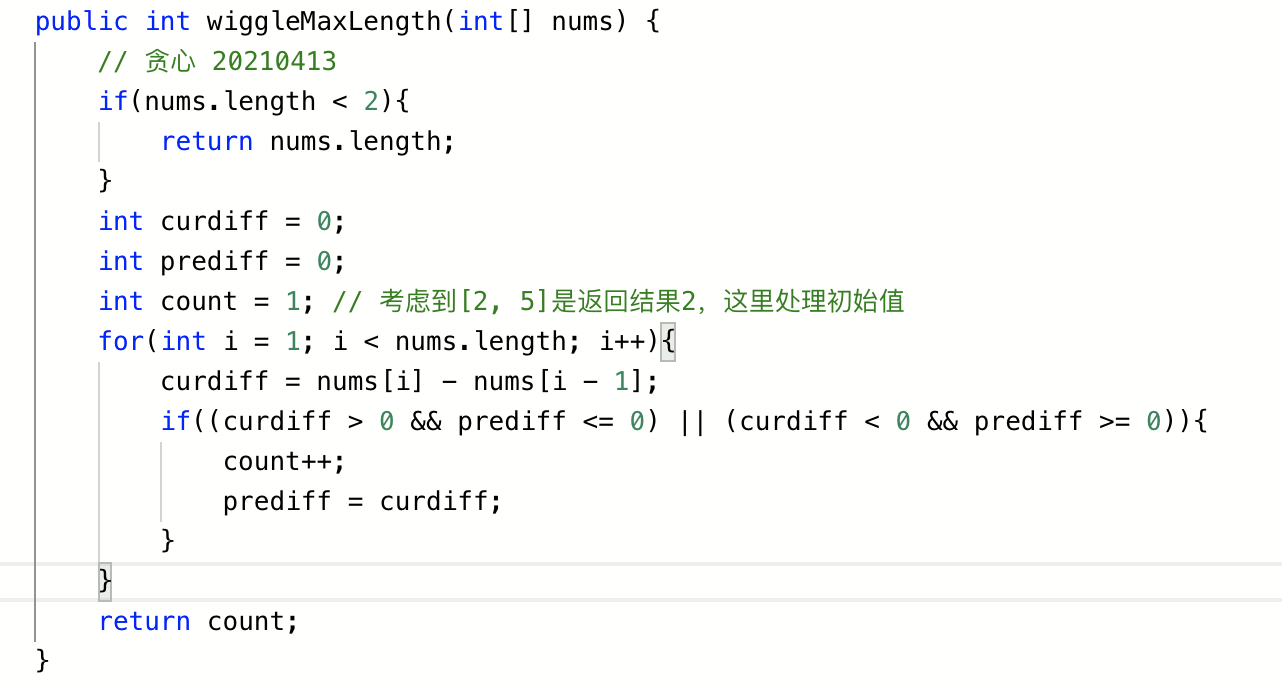 public int wiggleMaxLength(int[] nums) {
    // 贪心 20210413
    if(nums.length < 2){
        return nums.length;
    }
    int curdiff = 0;
    int prediff = 0;
    int count = 1; // 考虑到[2, 5]是返回结果2，这里处理初始值
    for(int i = 1; i < nums.length; i++){
        curdiff = nums[i] - nums[i - 1];
        if((curdiff > 0 && prediff <= 0) || (curdiff < 0 && prediff >= 0)){
            count++;
            prediff = curdiff;
        }
    }
    return count;
}